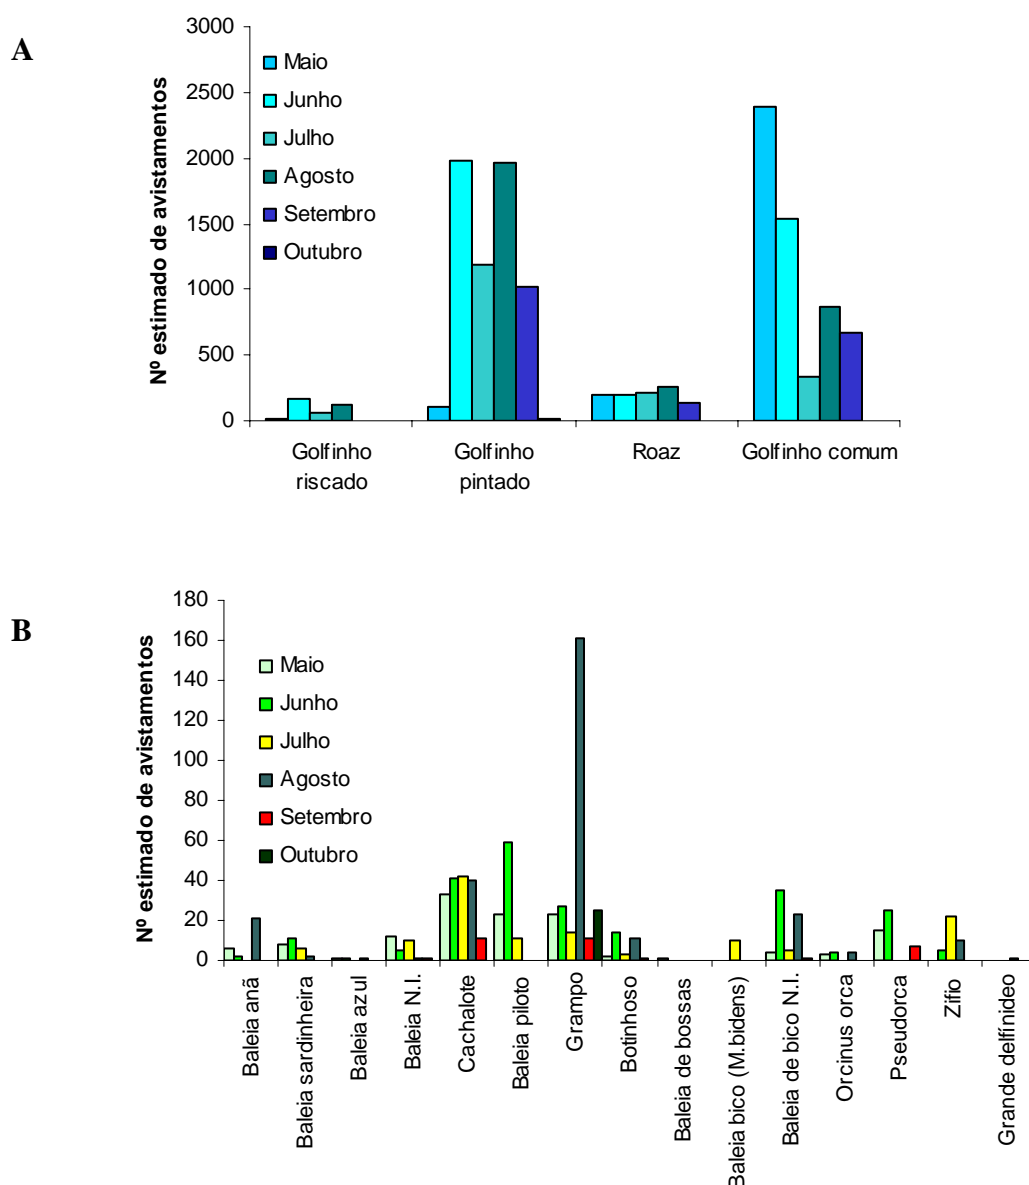 A
Nº estimado de avistamentos
3000
2500
2000
1500
1000
500
0
Maio
Junho
Julho
Agosto
Setembro
Outubro
Golfinho
riscado
Golfinho
pintado
Roaz
Golfinho comum
B
Nº estimado de avistamentos
180
160
140
120
100
80
60
40
20
0
Maio
Junho
Julho
Agosto
Setembro
Outubro
Baleia anã
Baleia sardinheira
Baleia azul
Baleia N.I.
Cachalote
Baleia piloto
Grampo
Botinhoso
Baleia de bossas
Baleia bico (M.bidens)
Baleia de bico N.I.
Orcinus orca
Pseudorca
Zífio
Grande delfínideo